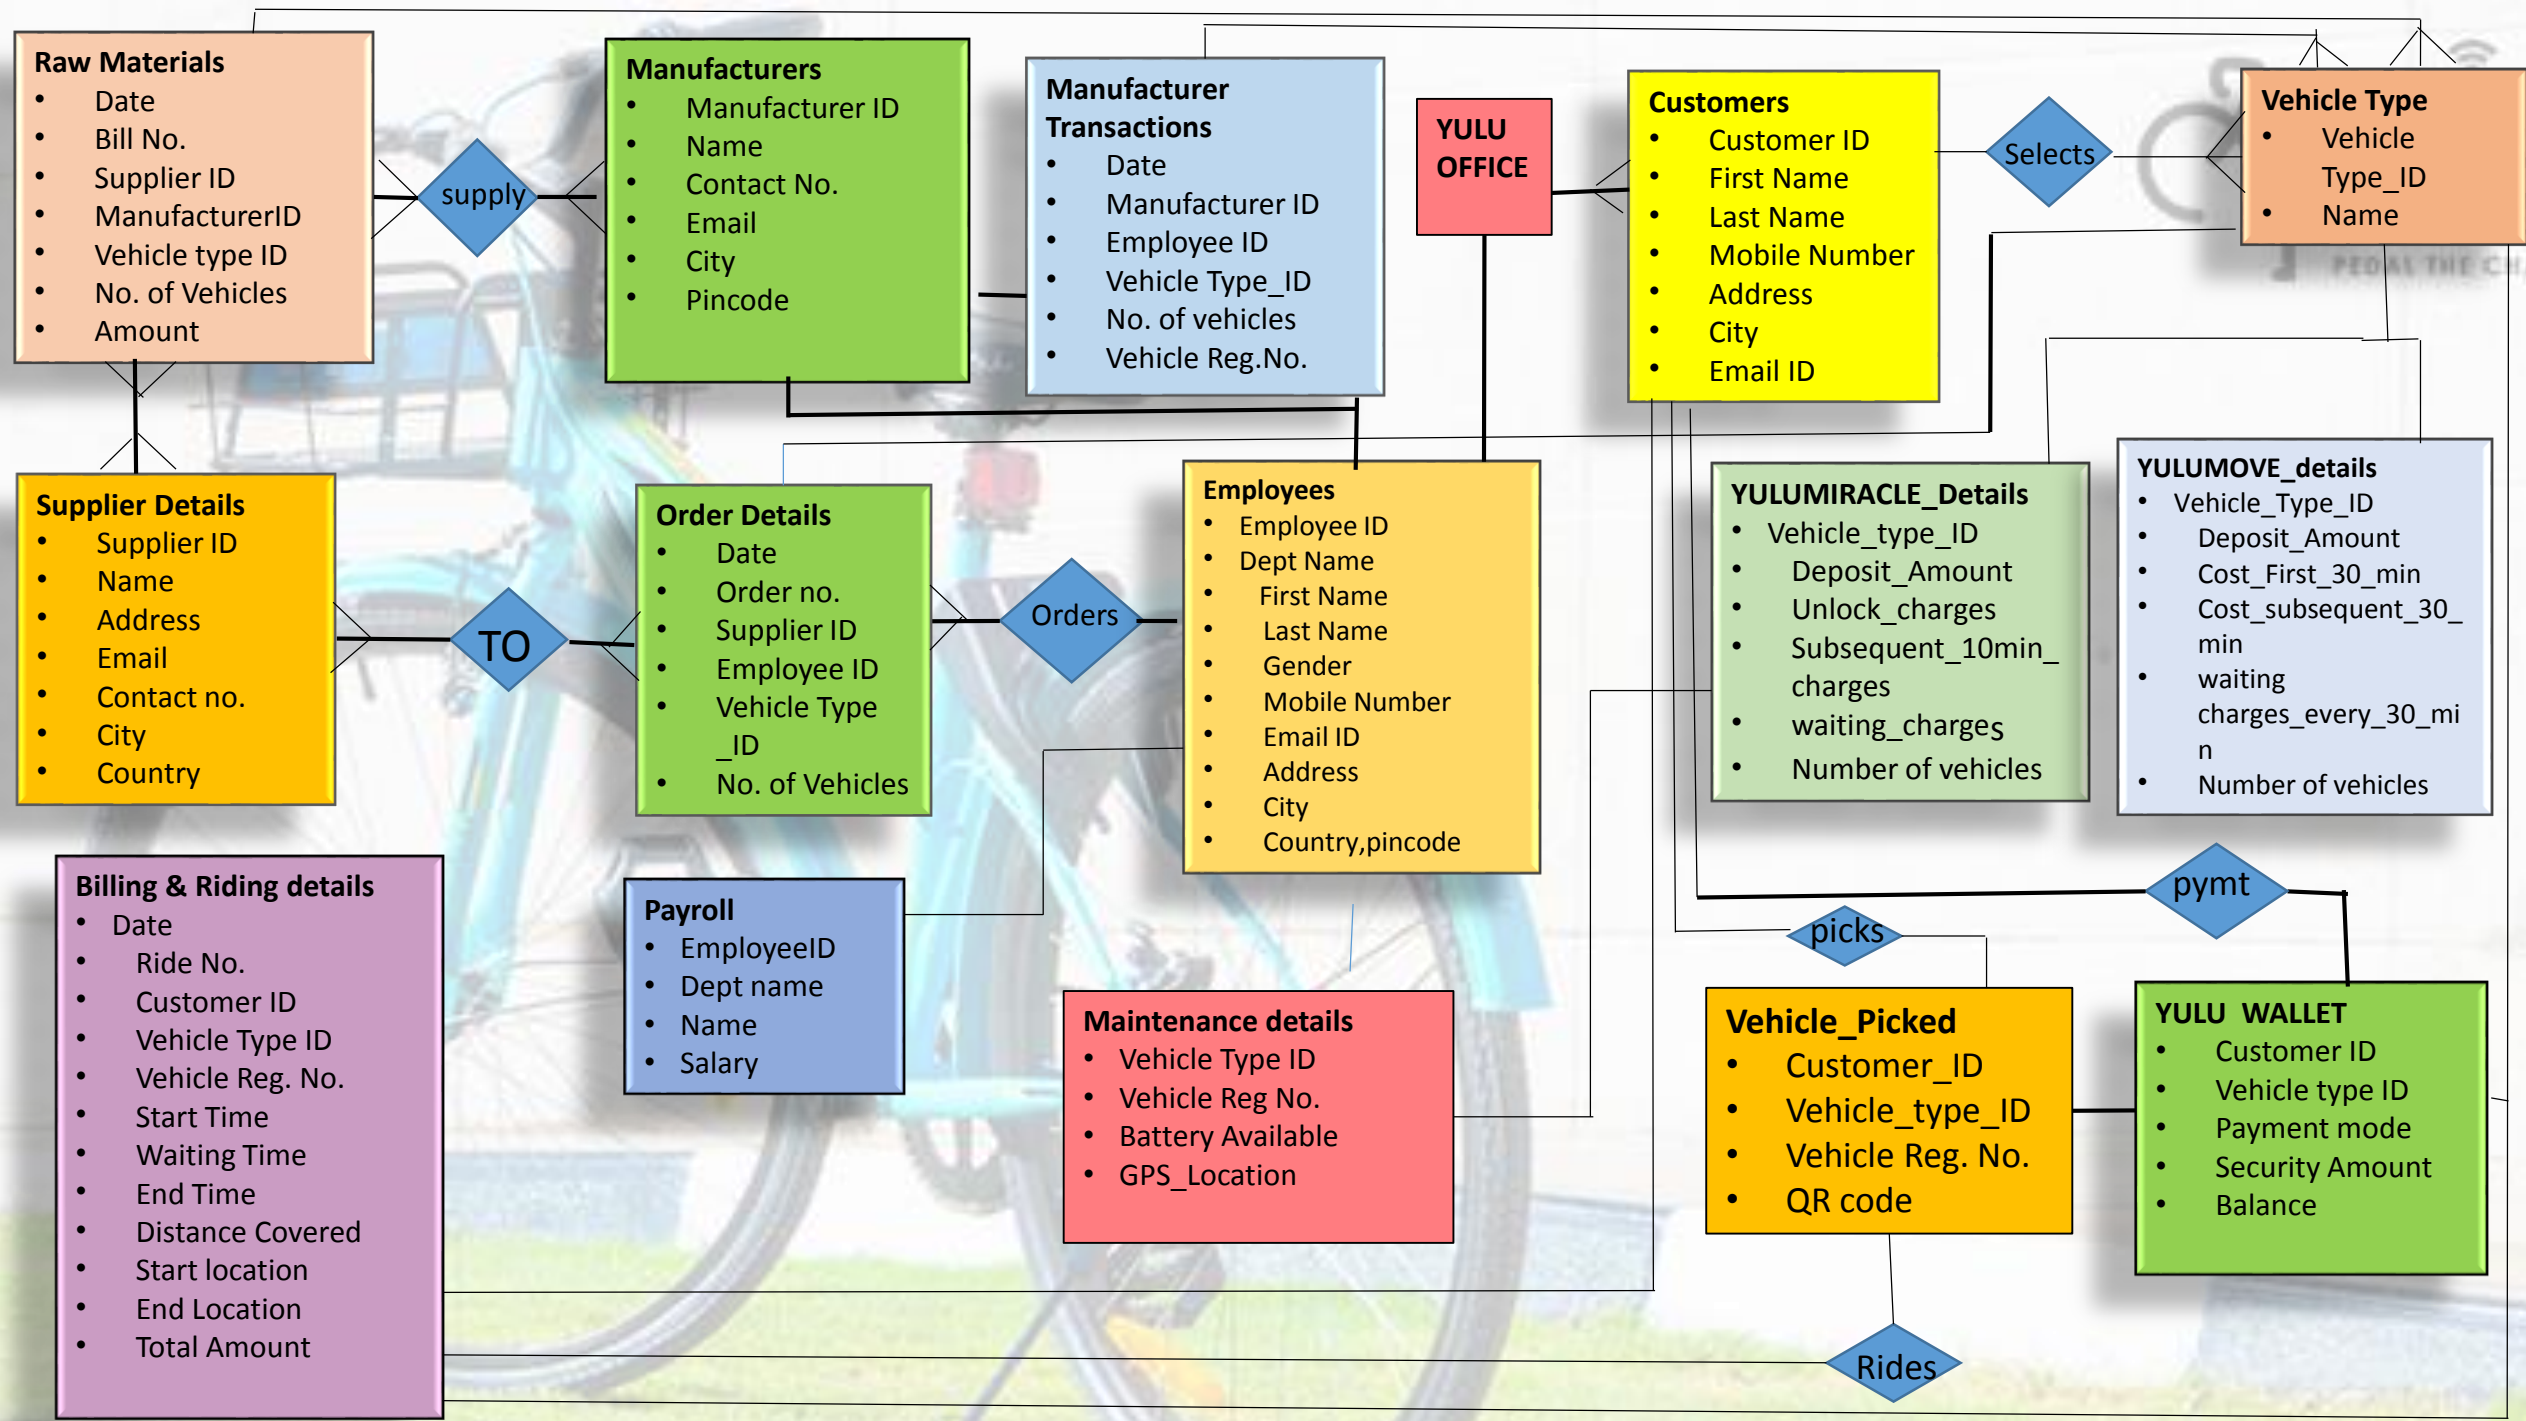 Raw Materials
• Date
• Bill No.
• Supplier ID
• ManufacturerID
• Vehicle type ID
• No. of Vehicles
• Amount
supply
Manufacturers
• Manufacturer ID
• Name
• Contact No.
• Email
• City
• Pincode
Manufacturer
Transactions
• Date
• Manufacturer ID
• Employee ID
• Vehicle Type_ID
• No. of vehicles
• Vehicle Reg.No.
YULU
OFFICE
Customers
• Customer ID
• First Name
• Last Name
• Mobile Number
• Address
• City
• Email ID
Selects
Vehicle Type
• Vehicle
Type_ID
• Name
PEDAL THE
Supplier Details
• Supplier ID
• Name
• Address
• Email
• Contact no.
• City
• Country
TO
Order Details
• Date
• Order no.
• Supplier ID
• Employee ID
• Vehicle Type
_ID
• No. of Vehicles
Orders
Employees
• Employee ID
• Dept Name
• First Name
• Last Name
• Gender
• Mobile Number
• Email ID
• Address
• City
• Country,pincode
YULUMIRACLE_Details
• Vehicle_type_ID
• Deposit_Amount
• Unlock_charges
• Subsequent_10min_
charges
• waiting_charges
• Number of vehicles
YULUMOVE_details
• Vehicle_Type_ID
• Deposit_Amount
• Cost_First_30_min
• Cost_subsequent_30_
min
• waiting
charges_every_30_mi
n
• Number of vehicles
Billing & Riding details
• Date
• Ride No.
• Customer ID
• Vehicle Type ID
• Vehicle Reg. No.
• Start Time
• Waiting Time
• End Time
• Distance Covered
• Start location
• End Location
• Total Amount
Payroll
• EmployeeID
• Dept name
• Name
• Salary
Maintenance details
• Vehicle Type ID
• Vehicle Reg No.
• Battery Available
• GPS_Location
picks
pymt
Vehicle_Picked
• Customer_ID
• Vehicle_type_ID
• Vehicle Reg. No.
• QR code
YULU WALLET
• Customer ID
• Vehicle type ID
• Payment mode
• Security Amount
• Balance
Rides